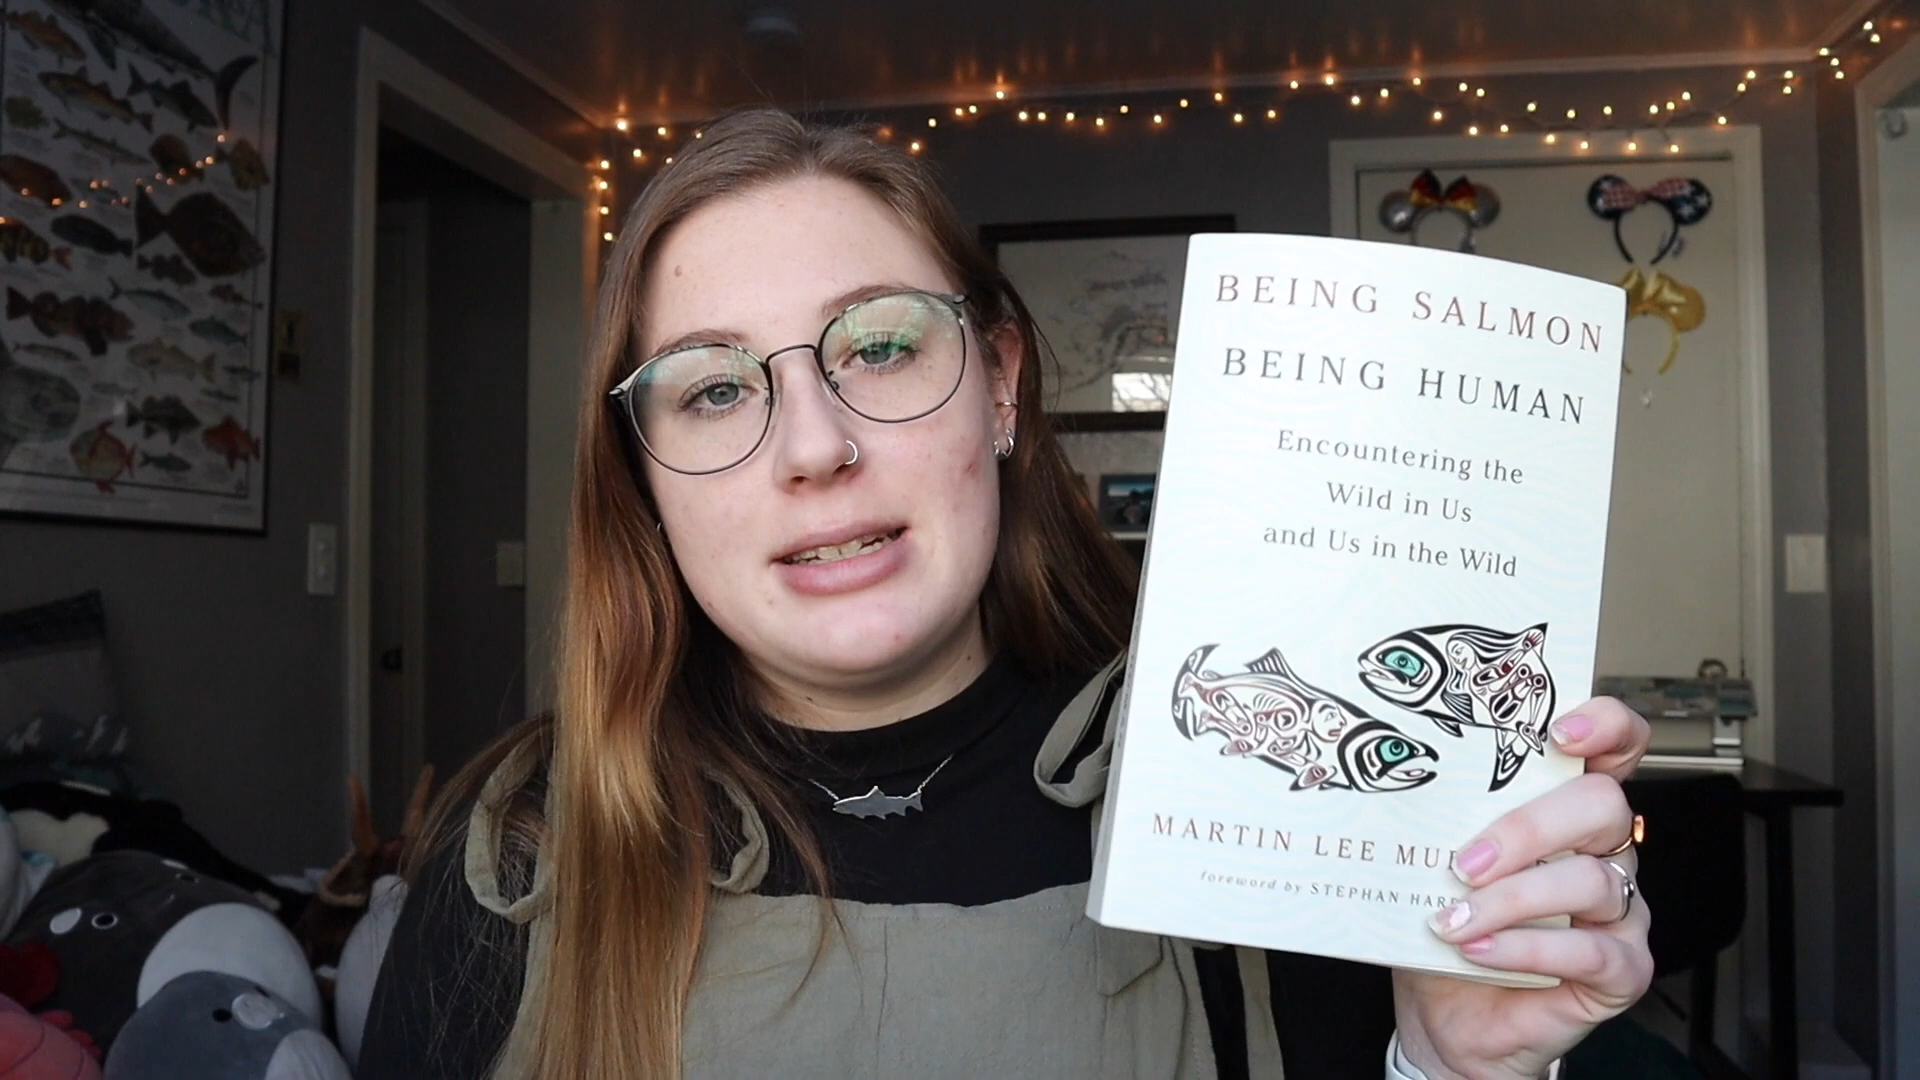 BEING SALMON
BEING HUMAN
Encountering the
Wild in Us
and Us in the Wild
MARTIN LEE
foreword by STEPHAN